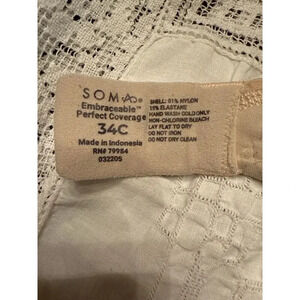 SOMA®
Embraceable™
Perfect Coverage
34C
Made in Indonesia
RN# 79984
032205
SHELL: 81% NYLON
19% ELASTANE
HAND WASH COLD ONLY
NON-CHLORINE BLEACH
LAY FLAT TO DRY
DO NOT IRON
DO NOT DRY CLEAN